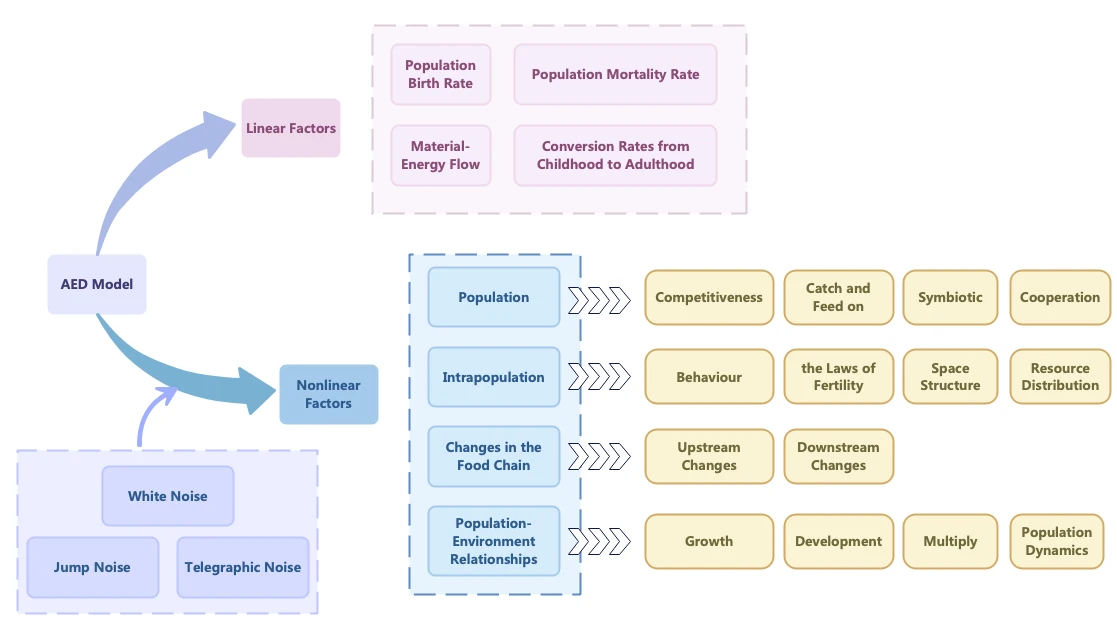 Population
Birth Rate
Population Mortality Rate
Linear Factors
Material-
Energy Flow
Conversion Rates from
Childhood to Adulthood
AED Model
Nonlinear
Factors
White Noise
Jump Noise
Telegraphic Noise
Population
Competitiveness
Catch and
Feed on
Symbiotic
Cooperation
Intrapopulation
Behaviour
the Laws of
Fertility
Space
Structure
Resource
Distribution
Changes in the
Food Chain
Upstream
Changes
Downstream
Changes
Population-
Environment
Relationships
Growth
Development
Multiply
Population
Dynamics